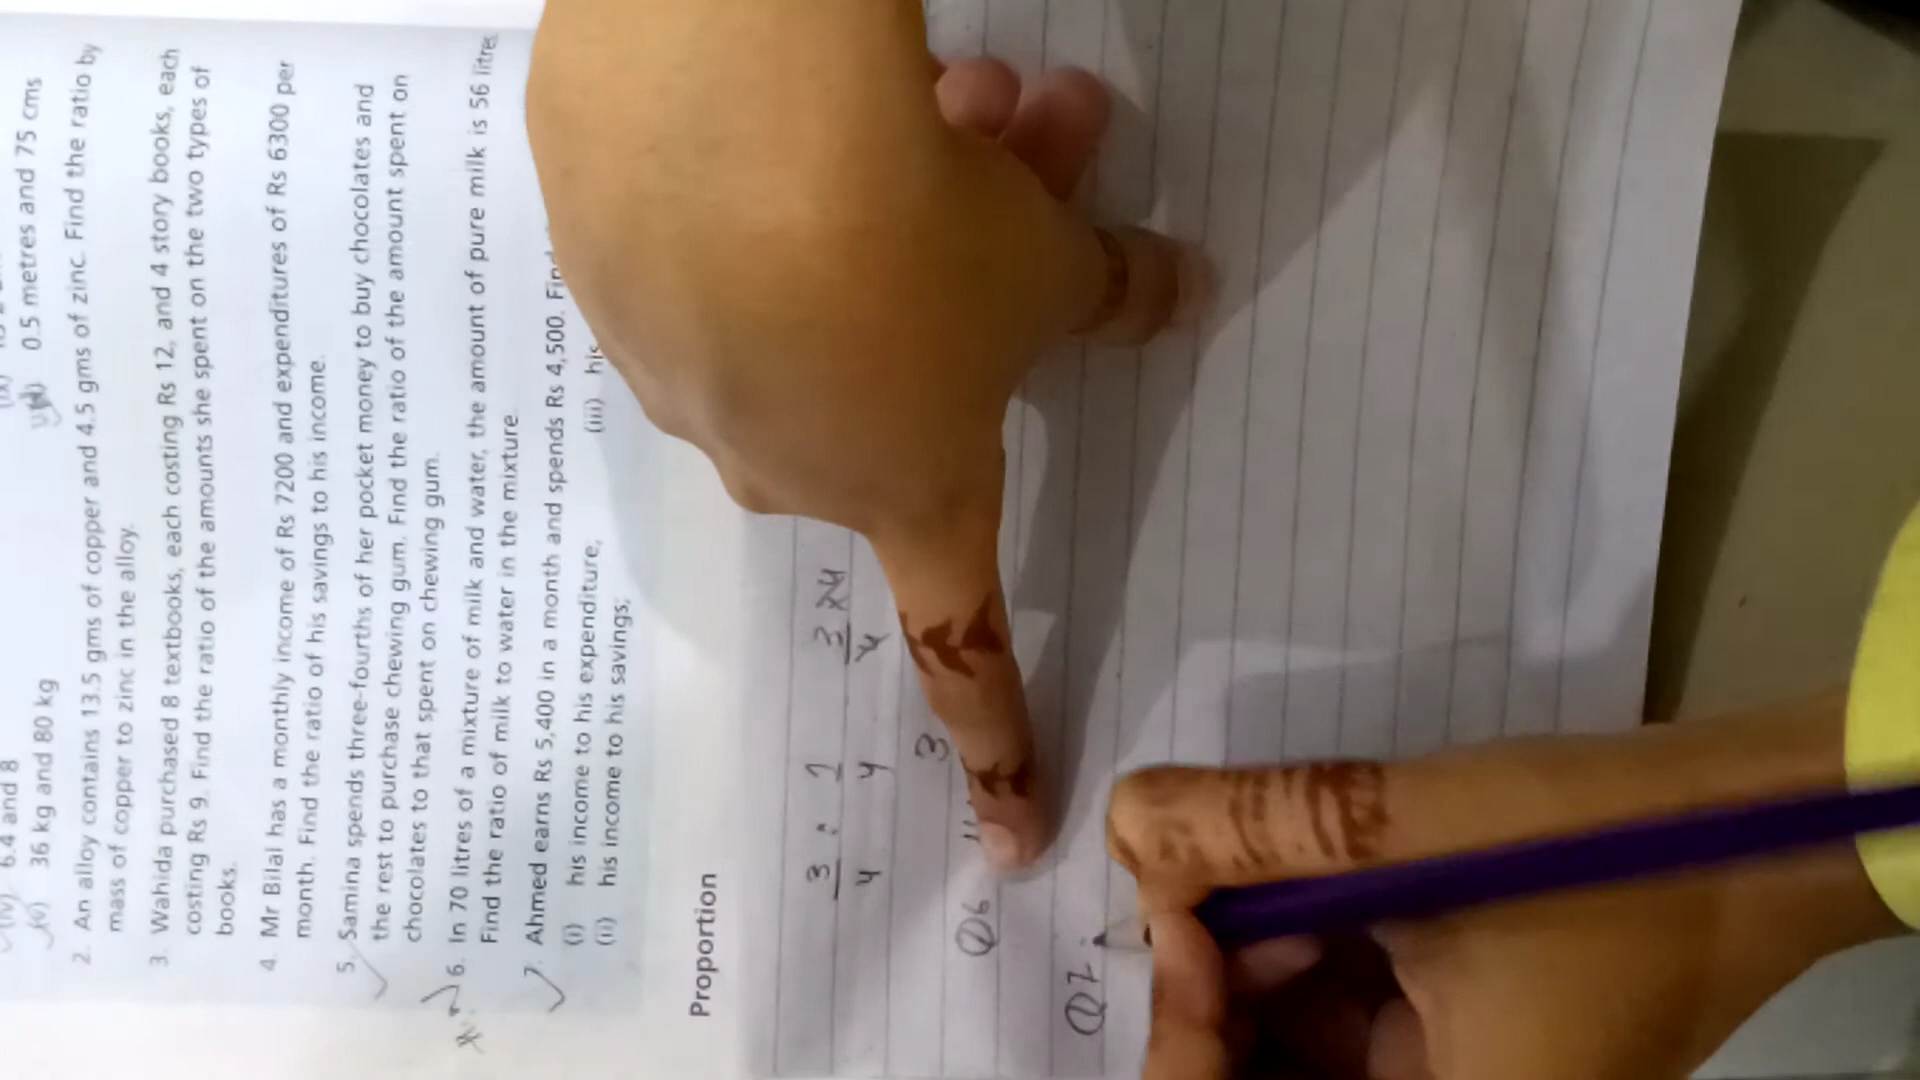 6.4 and 8
(v) 36 kg and 80 kg
0.5 metres and 75 cms
2. An alloy contains 13.5 gms of copper and 4.5 gms of zinc. Find the ratio by
mass of copper to zinc in the alloy.
3. Wahida purchased 8 textbooks, each costing Rs 12, and 4 story books, each
costing Rs 9. Find the ratio of the amounts she spent on the two types of
books.
4. Mr Bilal has a monthly income of Rs 7200 and expenditures of Rs 6300 per
month. Find the ratio of his savings to his income.
5. Samina spends three-fourths of her pocket money to buy chocolates and
the rest to purchase chewing gum. Find the ratio of the amount spent on
chocolates to that spent on chewing gum.
6. In 70 litres of a mixture of milk and water, the amount of pure milk is 56 litres
Find the ratio of milk to water in the mixture
7. Ahmed earns Rs 5,400 in a month and spends Rs 4,500. Find
(i) his income to his expenditure,
(iii) his
(ii) his income to his savings;
Proportion
3 : 1 3 x 4
4 4 4
3
Q6
Q7